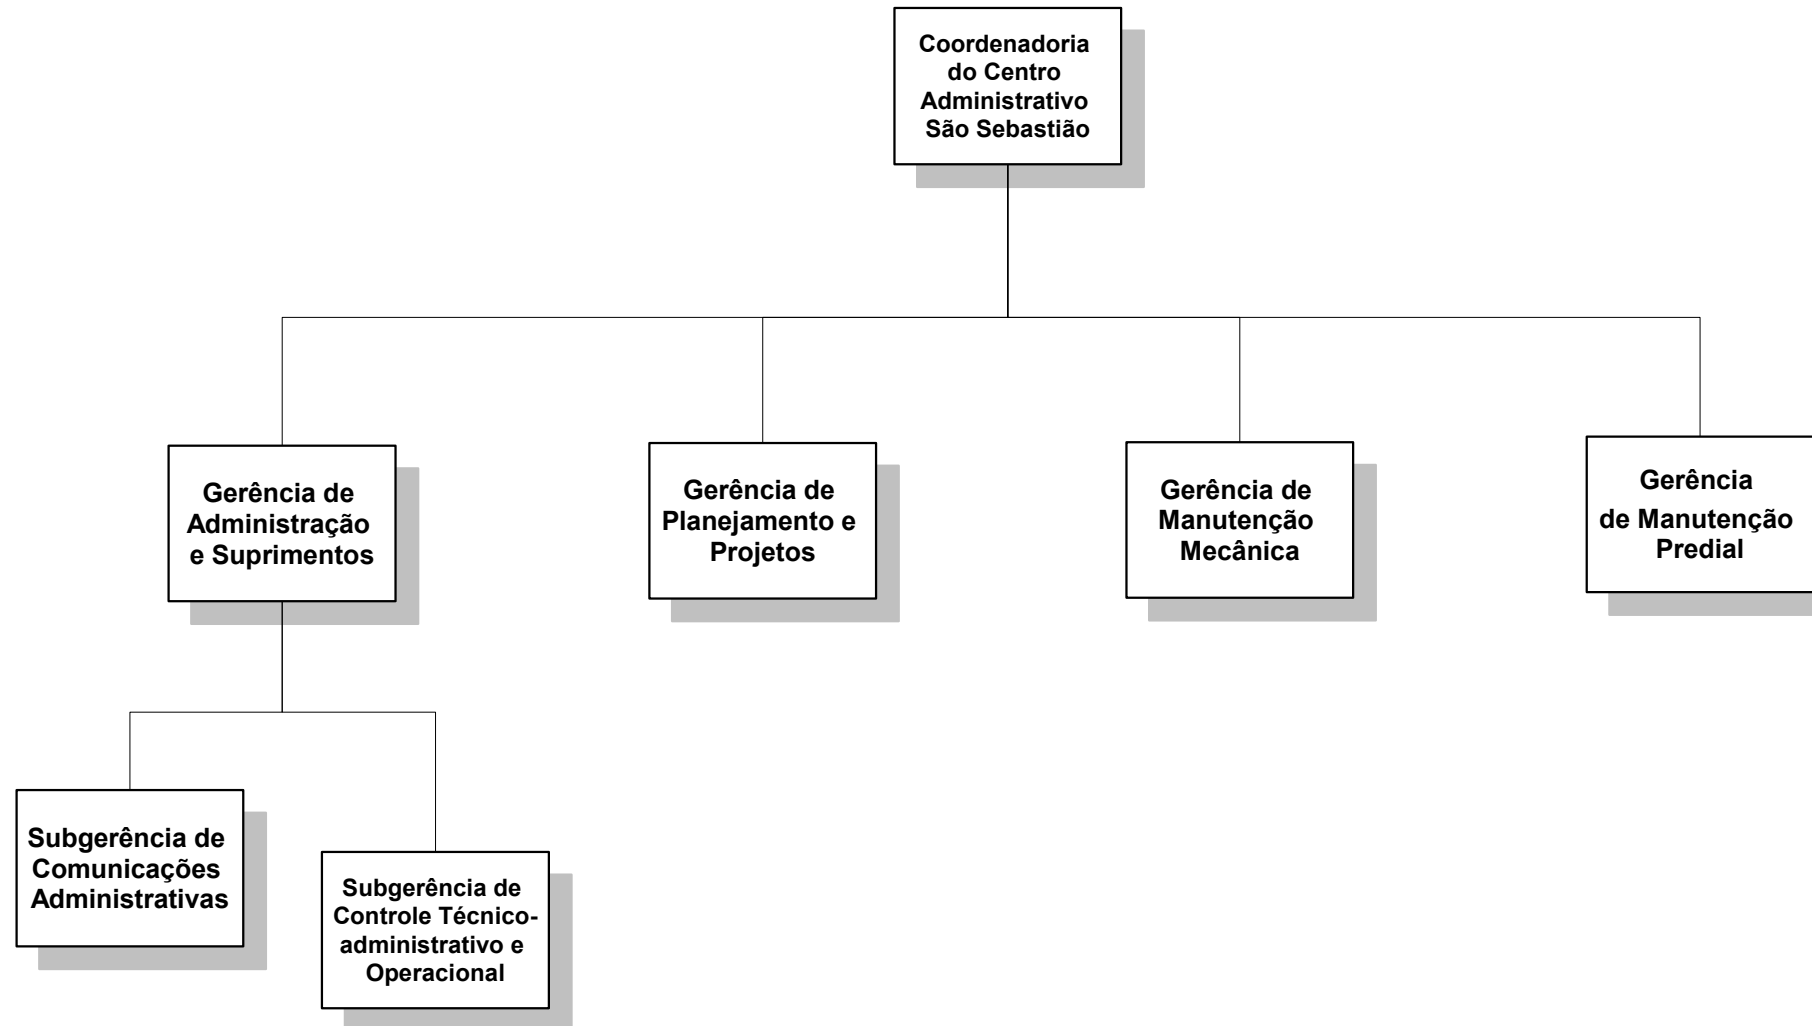 Coordenadoria
do Centro
Administrativo
São Sebastião
Gerência de
Administração
e Suprimentos
Gerência de
Planejamento e
Projetos
Gerência de
Manutenção
Mecânica
Gerência
de Manutenção
Predial
Subgerência de
Comunicações
Administrativas
Subgerência de
Controle Técnico-
administrativo e
Operacional